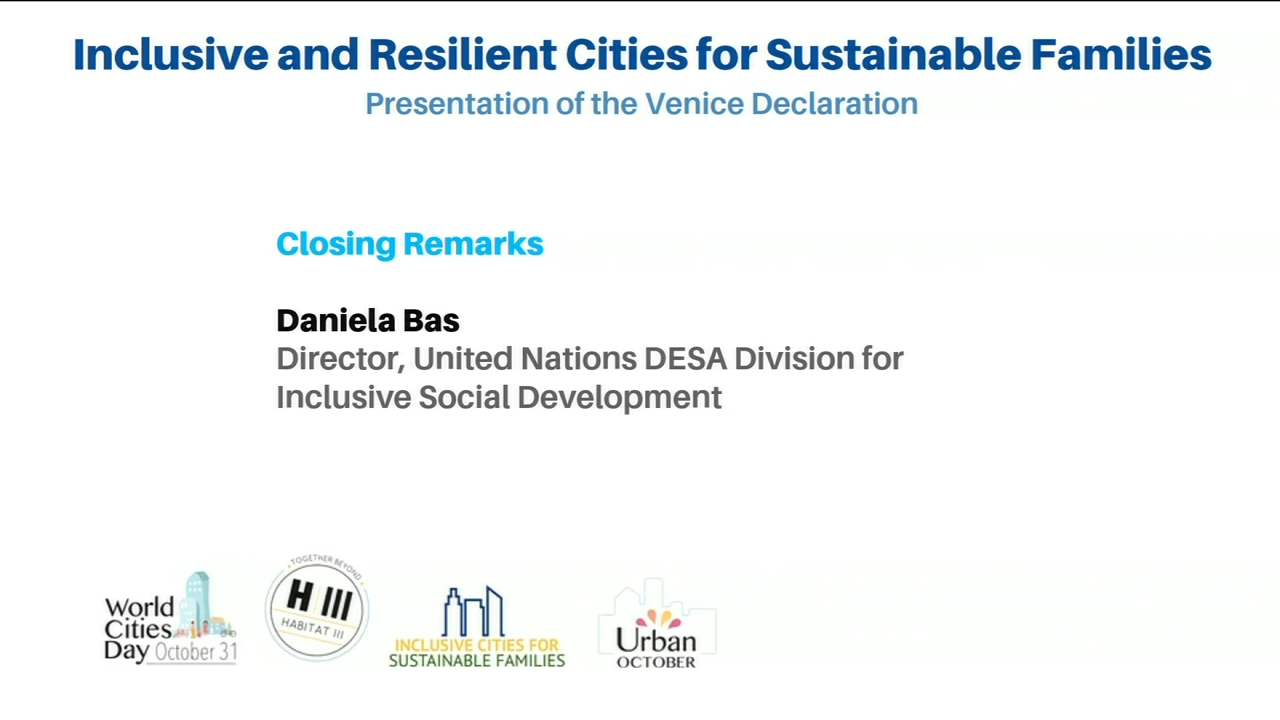 Inclusive and Resilient Cities for Sustainable Families
Presentation of the Venice Declaration
Closing Remarks
Daniela Bas
Director, United Nations DESA Division for
Inclusive Social Development
World
Cities
Day October 31
TOGETHER BEYOND
H III
HABITAT III
INCLUSIVE CITIES FOR
SUSTAINABLE FAMILIES
Urban
OCTOBER